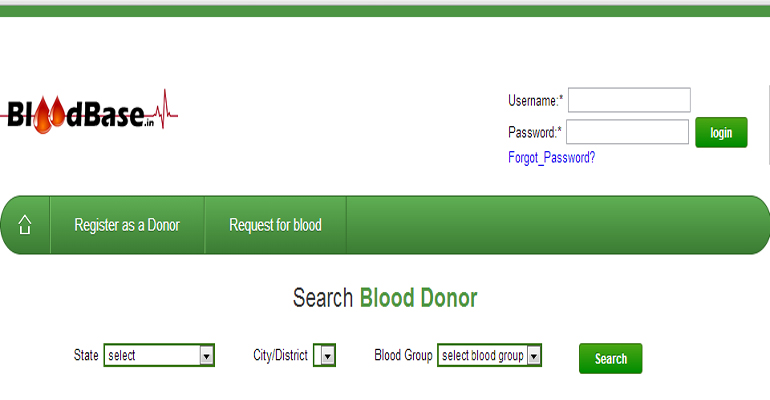 BloodBase.in
Username:*
Password:* login
Forgot_Password?
Register as a Donor Request for blood
Search Blood Donor
State select City/District Blood Group select blood group Search